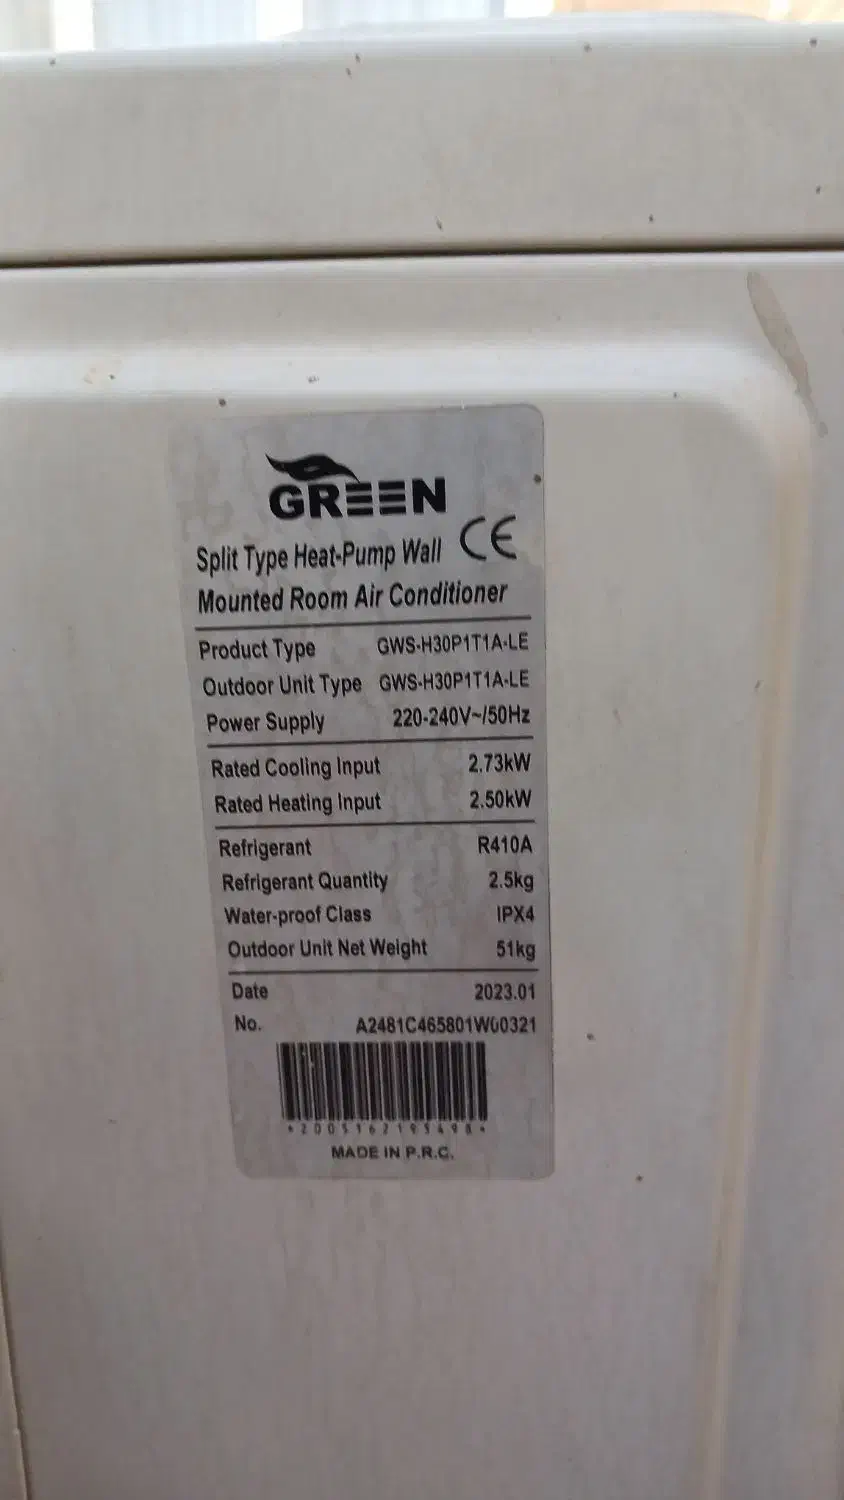 GREEN
Split Type Heat-Pump Wall CE
Mounted Room Air Conditioner
Product Type GWS-H30P1T1A-LE
Outdoor Unit Type GWS-H30P1T1A-LE
Power Supply 220-240V~/50Hz
Rated Cooling Input 2.73kW
Rated Heating Input 2.50kW
Refrigerant R410A
Refrigerant Quantity 2.5kg
Water-proof Class IPX4
Outdoor Unit Net Weight 51kg
Date 2023.01
No. A2481C465801W00321
MADE IN P.R.C.